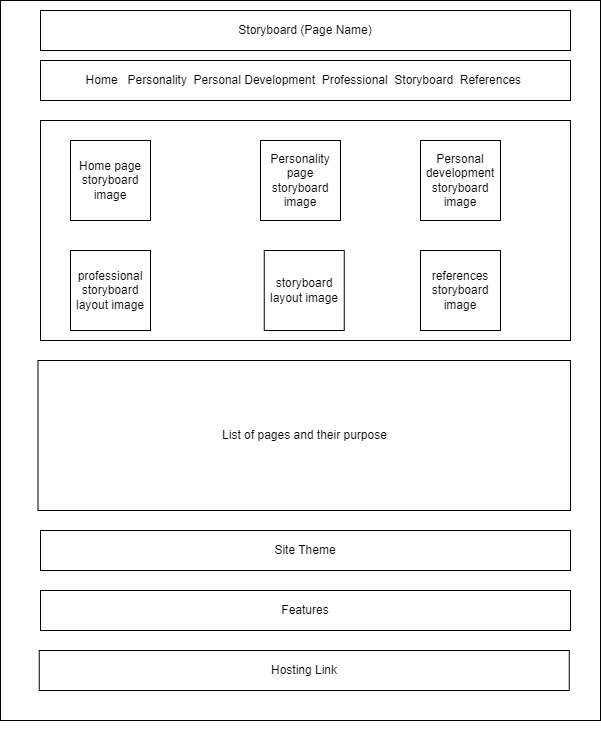 Storyboard (Page Name)
Home Personality Personal Development Professional Storyboard References
Home page
storyboard
image
Personality
page
storyboard
image
Personal
development
storyboard
image
professional
storyboard
layout image
storyboard
layout image
references
storyboard
image
List of pages and their purpose
Site Theme
Features
Hosting Link